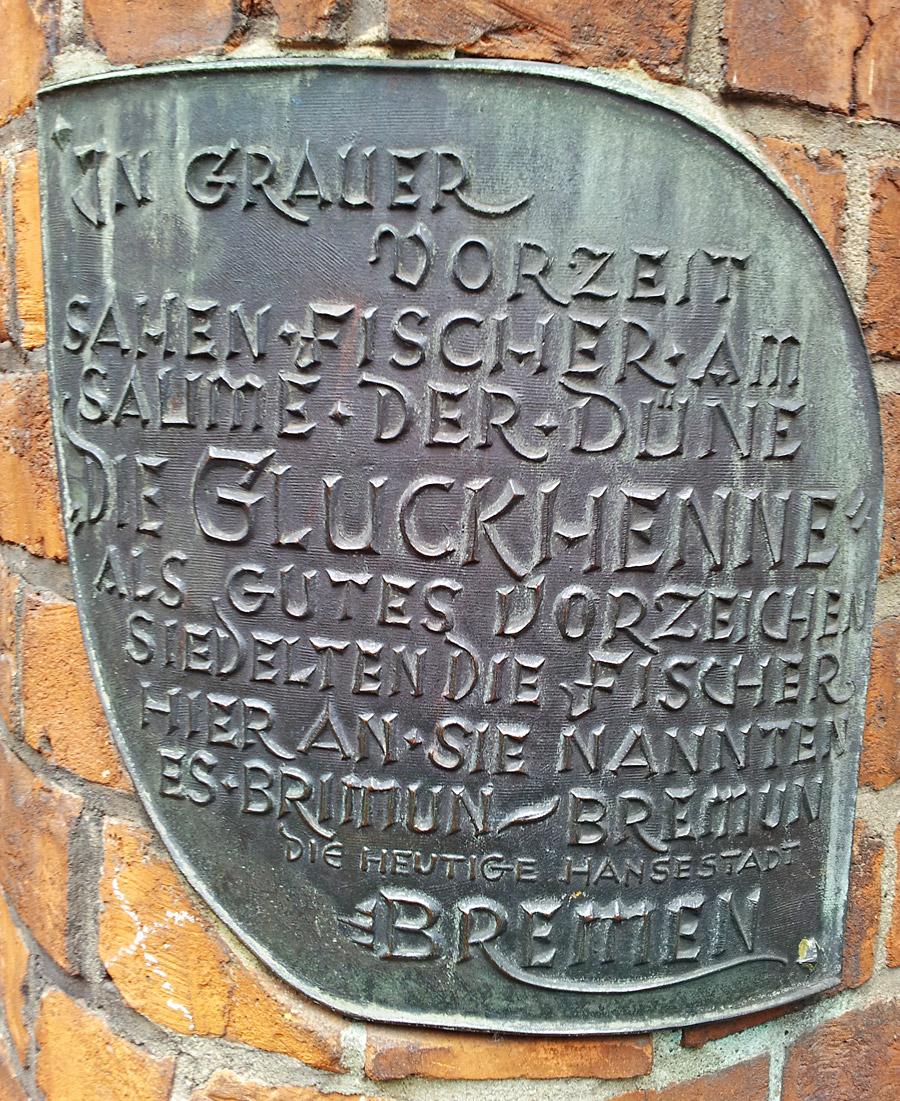 IN GRAUER
VORZEIT
SAHEN · FISCHER · AM
SAUME · DER · DÜNE
DIE GLUCKHENNE ·
ALS GUTES VORZEICHEN
SIEDELTEN DIE FISCHER
HIER AN · SIE NANNTEN
ES · BRIMUN – BREMUN
DIE HEUTIGE HANSESTADT
BREMEN